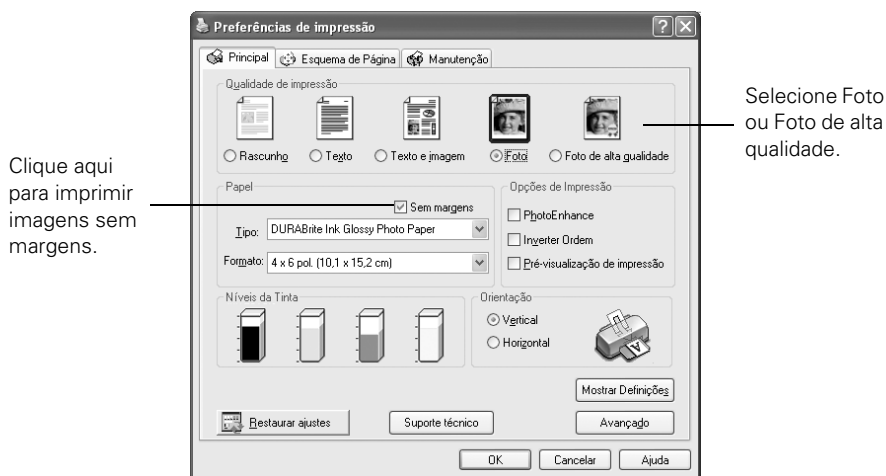 Preferências de impressão
Principal
Esquema de Página
Manutenção
Qualidade de impressão
Rascunho
Texto
Texto e imagem
Foto
Foto de alta qualidade
Selecione Foto
ou Foto de alta
qualidade.
Clique aqui
para imprimir
imagens sem
margens.
Papel
Sem margens
Tipo: DURABrite Ink Glossy Photo Paper
Formato: 4 x 6 pol. (10,1 x 15,2 cm)
Opções de Impressão
PhotoEnhance
Inverter Ordem
Pré-visualização de impressão
Níveis da Tinta
Orientação
Vertical
Horizontal
A
Mostrar Definições
Restaurar ajustes
Suporte técnico
Avançado
OK
Cancelar
Ajuda